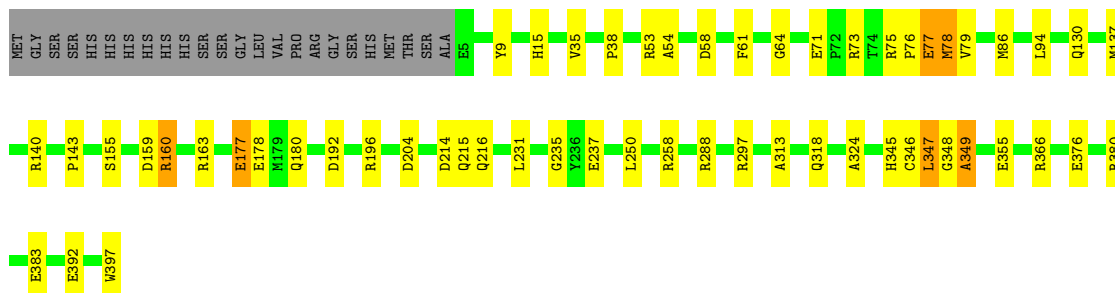 MET GLY SER SER HIS HIS HIS HIS HIS HIS SER SER GLY LEU VAL PRO ARG GLY SER HIS MET THR SER ALA E5 Y9 H15 V35 P38 R53 A54 D58 F61 G64 E71 P72 R73 T74 R75 P76 E77 M78 V79 M86 L94 Q130 M137
R140 P143 S155 D159 R160 R163 E177 E178 M179 Q180 D192 R196 D204 D214 Q215 Q216 L231 G235 Y236 E237 L250 R258 R288 R297 A313 Q318 A324 H345 G346 L347 G348 A349 E355 R366 E376
E383 E392 W397